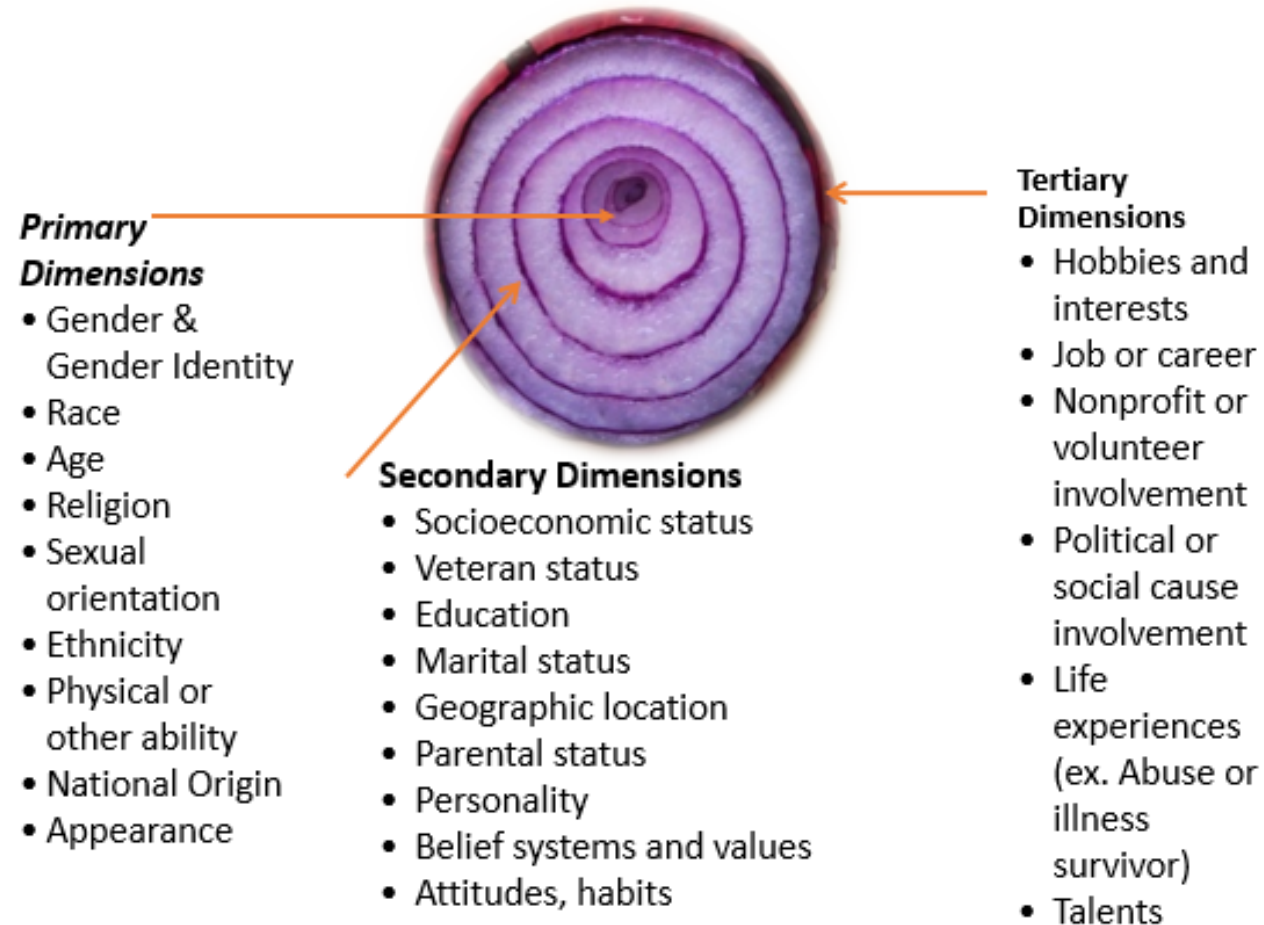 Primary
Dimensions
• Gender &
Gender Identity
• Race
• Age
• Religion
• Sexual
orientation
• Ethnicity
• Physical or
other ability
• National Origin
• Appearance
Secondary Dimensions
• Socioeconomic status
• Veteran status
• Education
• Marital status
• Geographic location
• Parental status
• Personality
• Belief systems and values
• Attitudes, habits
Tertiary
Dimensions
• Hobbies and
interests
• Job or career
• Nonprofit or
volunteer
involvement
• Political or
social cause
involvement
• Life
experiences
(ex. Abuse or
illness
survivor)
• Talents